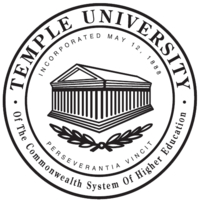 · TEMPLE UNIVERSITY ·
Of The Commonwealth System Of Higher Education
INCORPORATED MAY 12, 1888
PERSEVERANTIA VINCIT